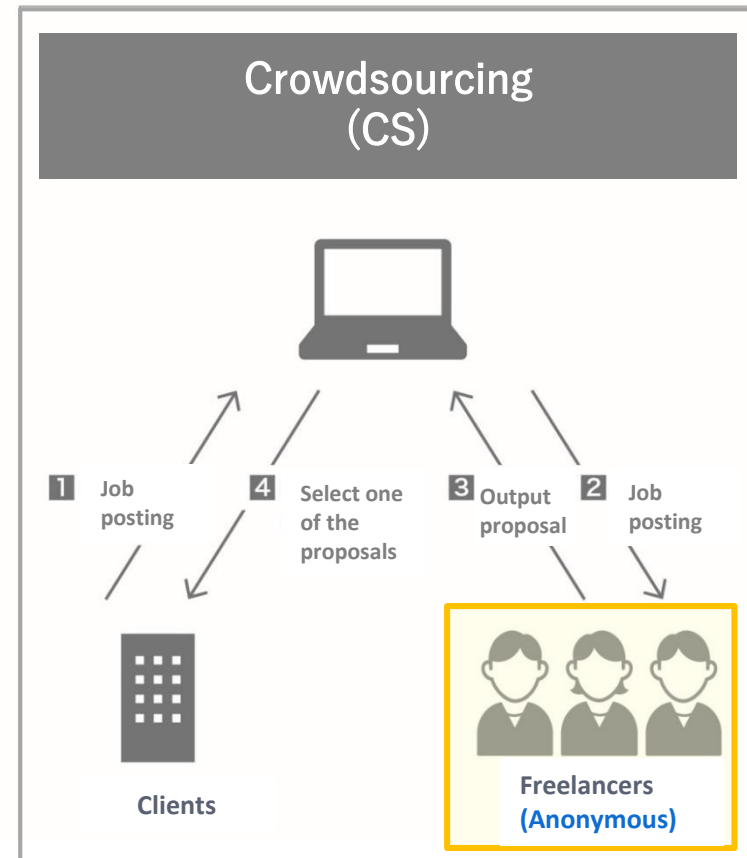 Crowdsourcing
(CS)
1 Job
posting
4 Select one
of the
proposals
3 Output
proposal
2 Job
posting
Clients
Freelancers
(Anonymous)